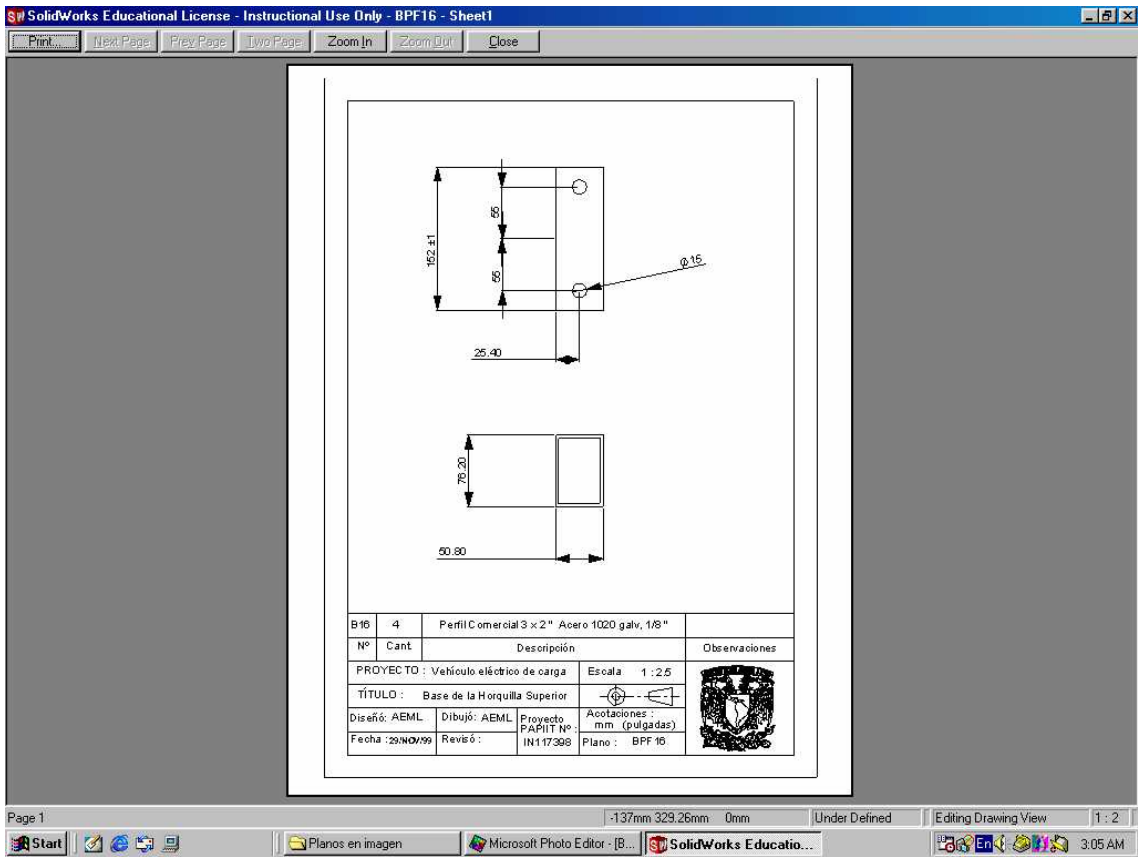 SolidWorks Educational License - Instructional Use Only - BPF16 - Sheet1
Print... Next Page Prev Page Two Page Zoom In Zoom Out Close
55
152 ±1
55
ϕ 15
25.40
76.20
50.80
B16 4 Perfil Comercial 3 x 2" Acero 1020 galv, 1/8"
Nº Cant. Descripción Observaciones
PROYECTO : Vehículo eléctrico de carga Escala 1 : 2.5
TÍTULO : Base de la Horquilla Superior
Diseñó: AEML Dibujó: AEML Proyecto PAPIIT Nº : IN117398 Acotaciones : mm (pulgadas)
Fecha : 29/NOV/99 Revisó : Plano : BPF 16
Page 1 -137mm 329.26mm 0mm Under Defined Editing Drawing View 1 : 2
Start Planos en imagen Microsoft Photo Editor - [B... SolidWorks Educatio... En 3:05 AM